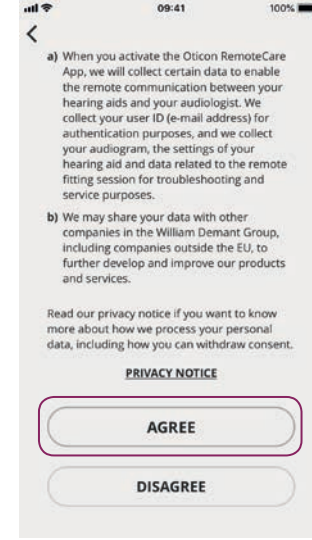 09:41
100%
a) When you activate the Oticon RemoteCare
App, we will collect certain data to enable
the remote communication between your
hearing aids and your audiologist. We
collect your user ID (e-mail address) for
authentication purposes, and we collect
your audiogram, the settings of your
hearing aid and data related to the remote
fitting session for troubleshooting and
service purposes.
b) We may share your data with other
companies in the William Demant Group,
including companies outside the EU, to
further develop and improve our products
and services.
Read our privacy notice if you want to know
more about how we process your personal
data, including how you can withdraw consent.
PRIVACY NOTICE
AGREE
DISAGREE